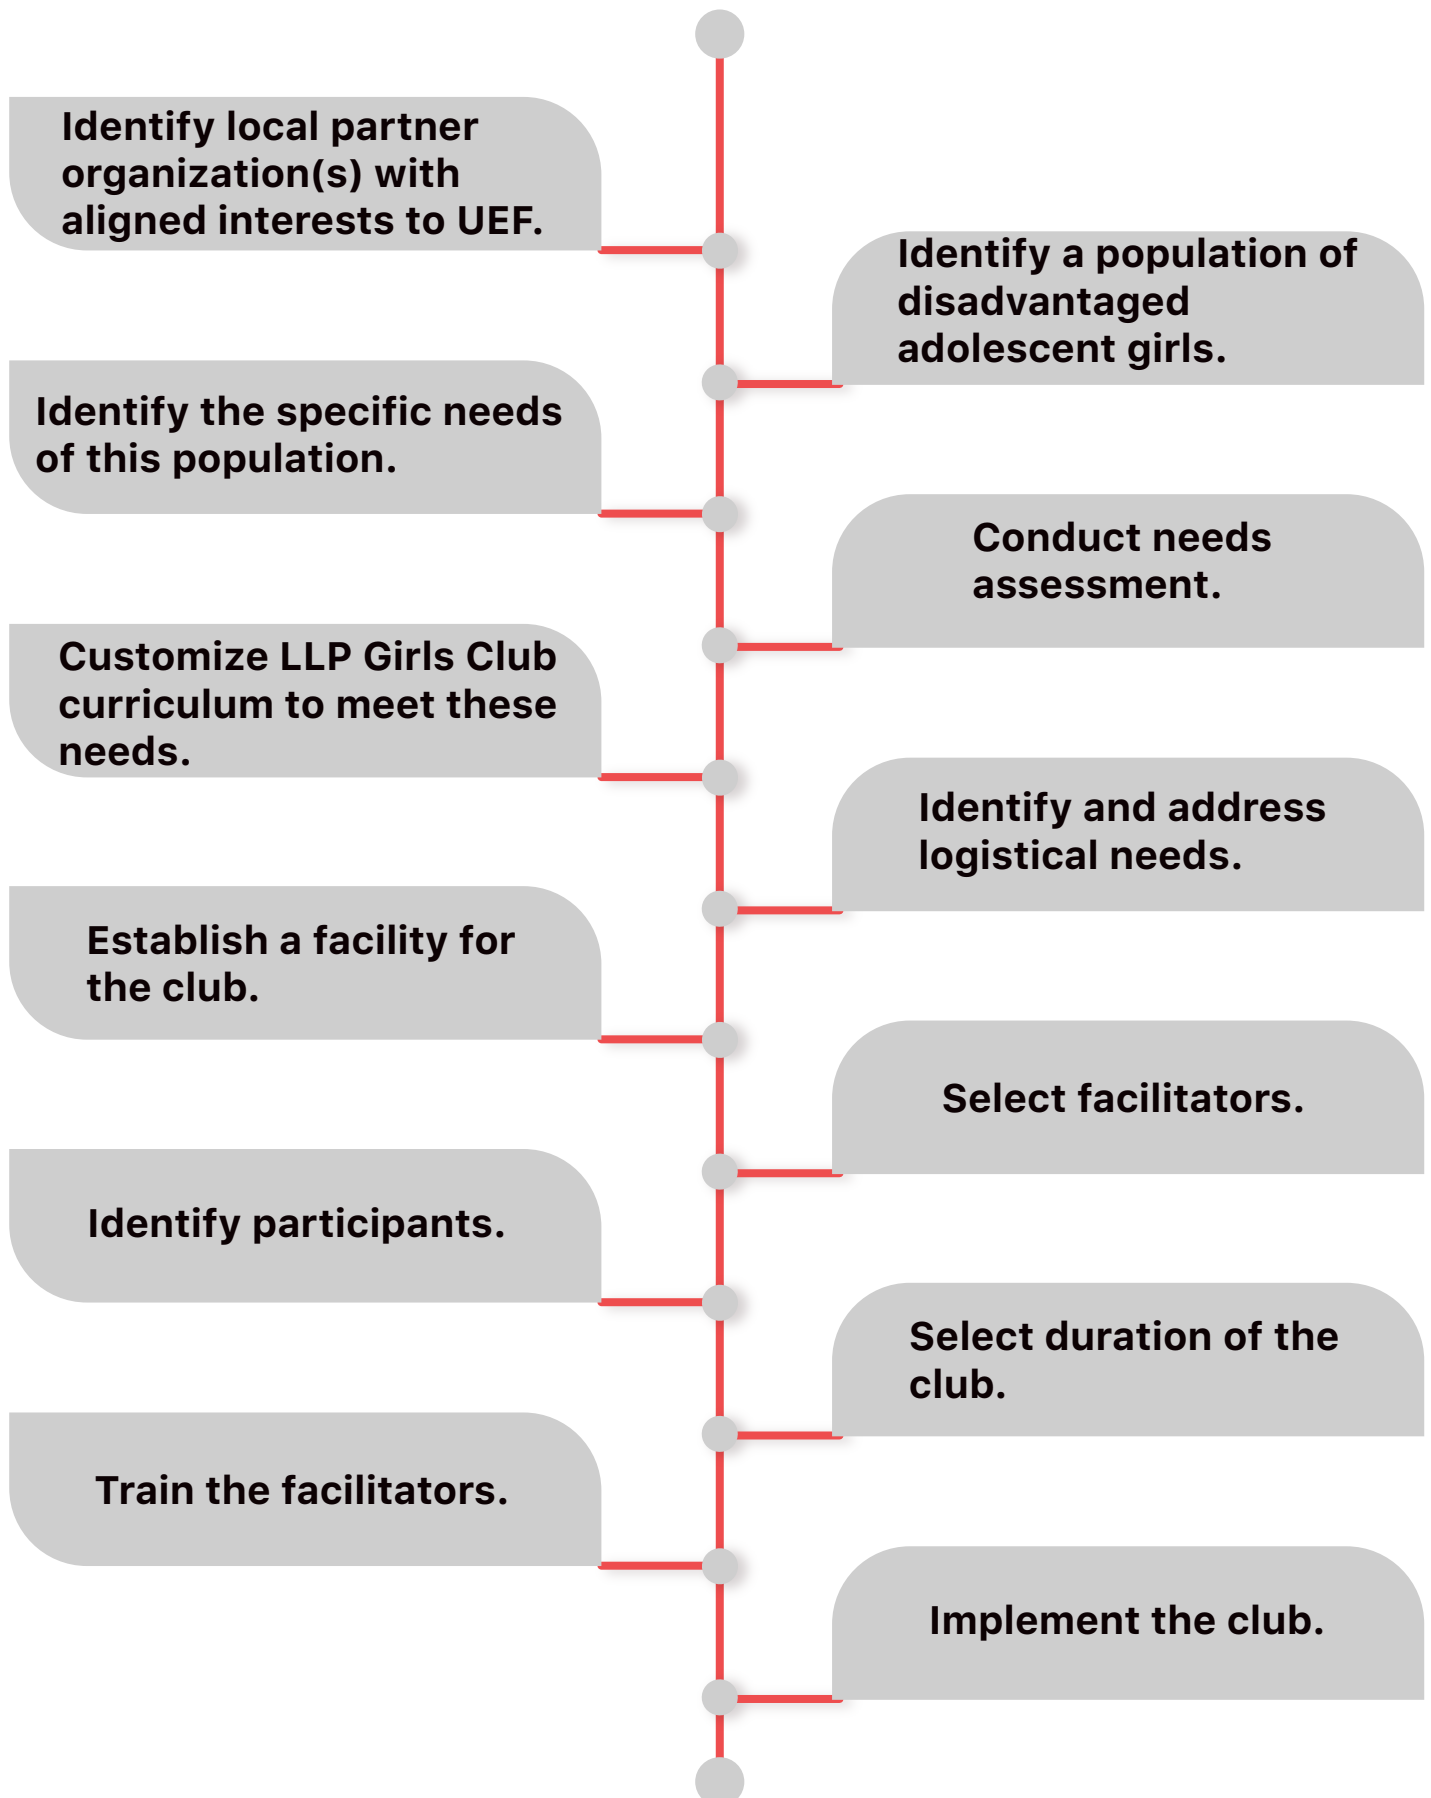 Identify local partner
organization(s) with
aligned interests to UEF.
Identify a population of
disadvantaged
adolescent girls.
Identify the specific needs
of this population.
Conduct needs
assessment.
Customize LLP Girls Club
curriculum to meet these
needs.
Identify and address
logistical needs.
Establish a facility for
the club.
Select facilitators.
Identify participants.
Select duration of the
club.
Train the facilitators.
Implement the club.